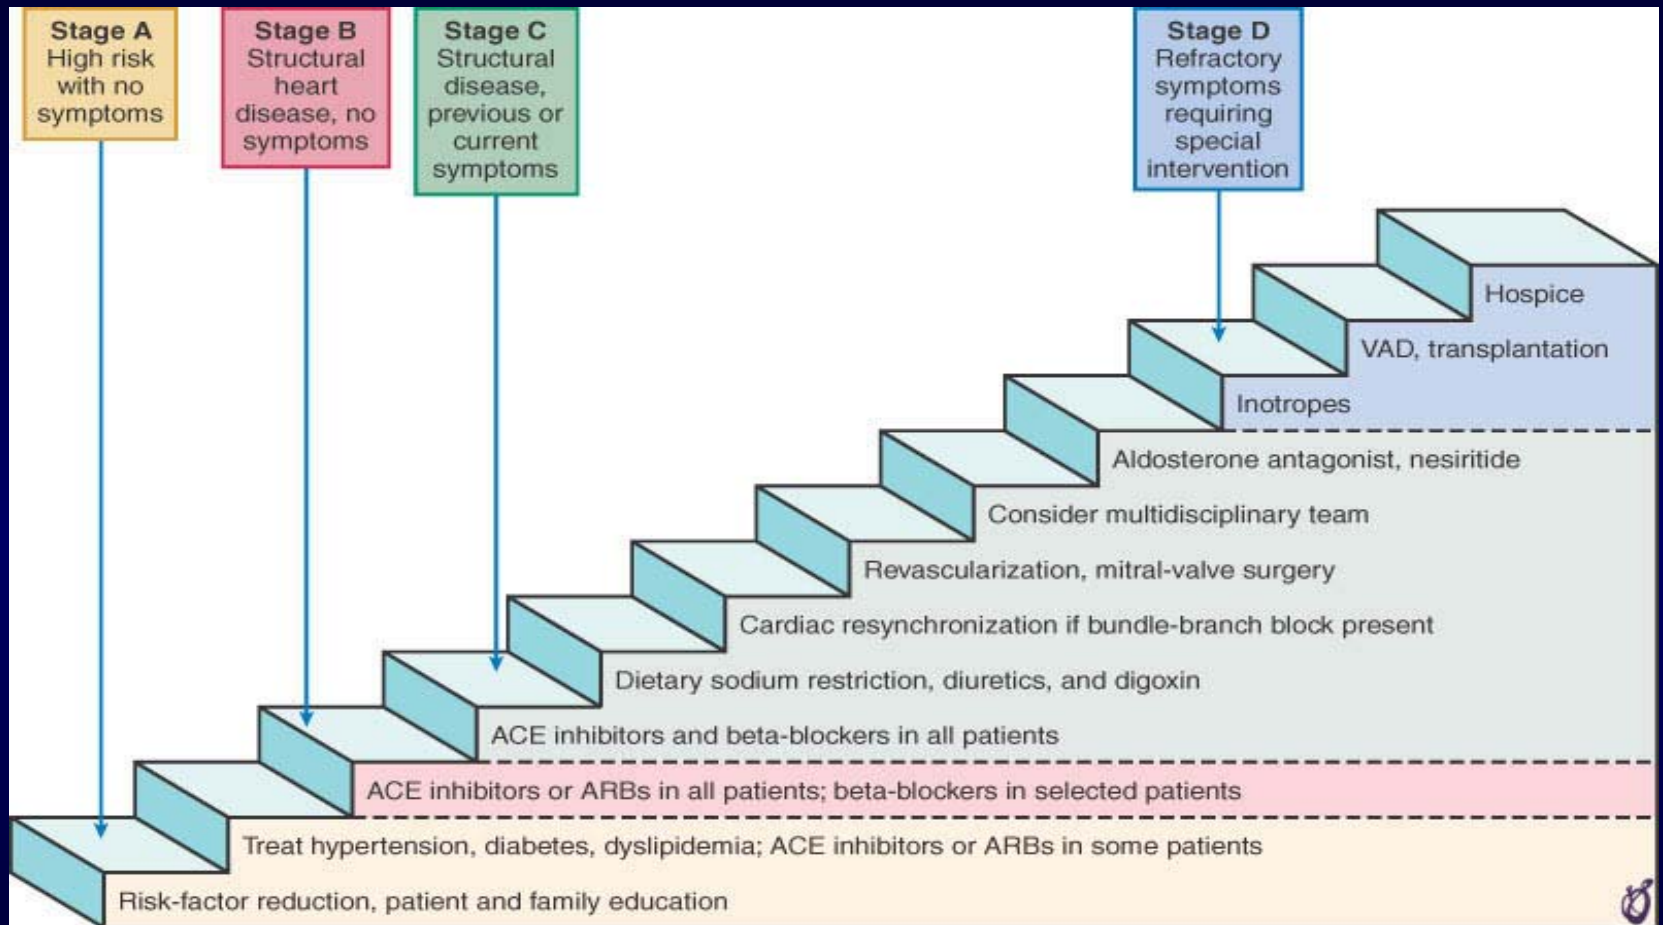 Stage A
High risk
with no
symptoms
Stage B
Structural
heart
disease, no
symptoms
Stage C
Structural
disease,
previous or
current
symptoms
Stage D
Refractory
symptoms
requiring
special
intervention
Hospice
VAD, transplantation
Inotropes
Aldosterone antagonist, nesiritide
Consider multidisciplinary team
Revascularization, mitral-valve surgery
Cardiac resynchronization if bundle-branch block present
Dietary sodium restriction, diuretics, and digoxin
ACE inhibitors and beta-blockers in all patients
ACE inhibitors or ARBs in all patients; beta-blockers in selected patients
Treat hypertension, diabetes, dyslipidemia; ACE inhibitors or ARBs in some patients
Risk-factor reduction, patient and family education